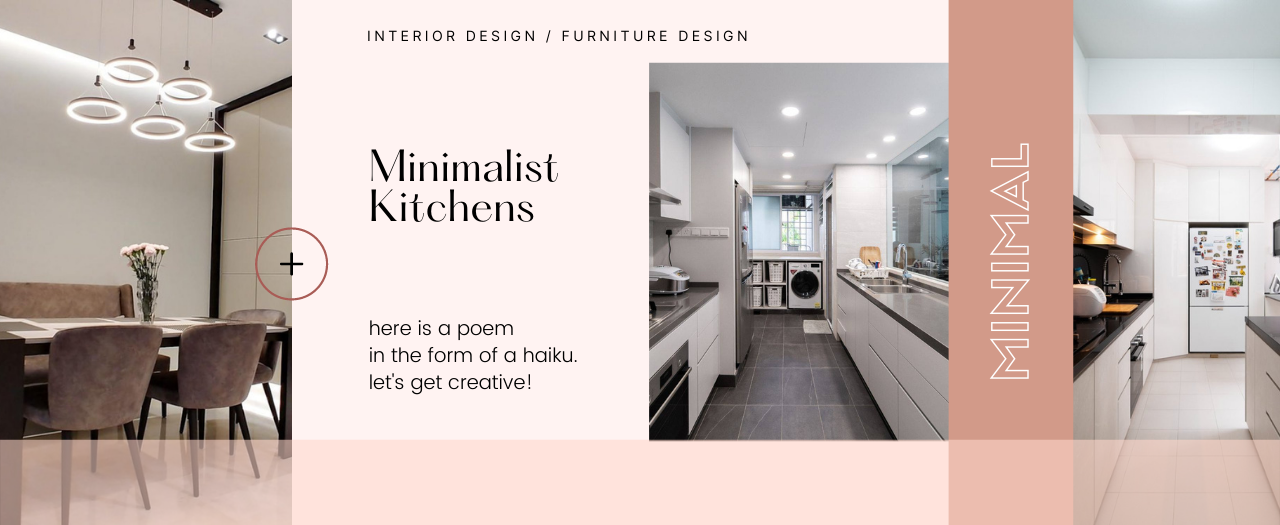 INTERIOR DESIGN / FURNITURE DESIGN
Minimalist
Kitchens
here is a poem
in the form of a haiku.
let's get creative!
MINIMAL